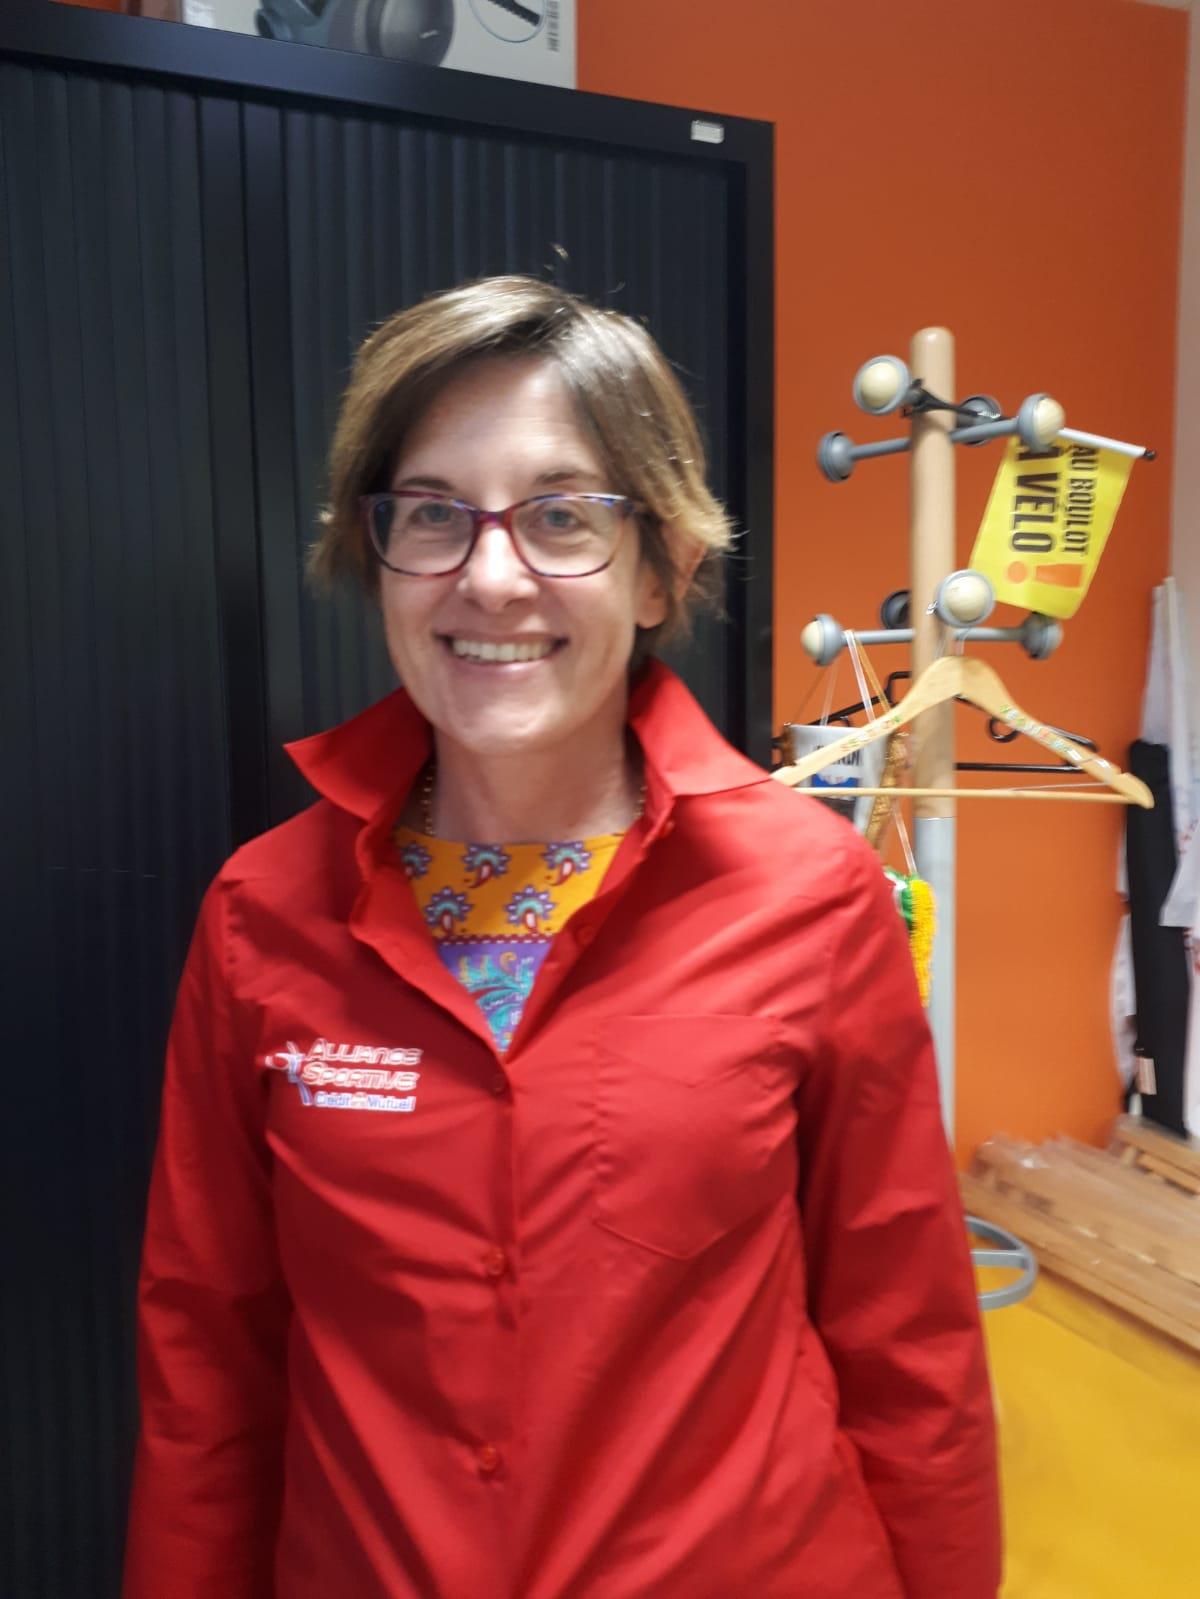 ALLIANCE
SPORTIVE
Crédit Mutuel
AU BOULOT
À VÉLO !